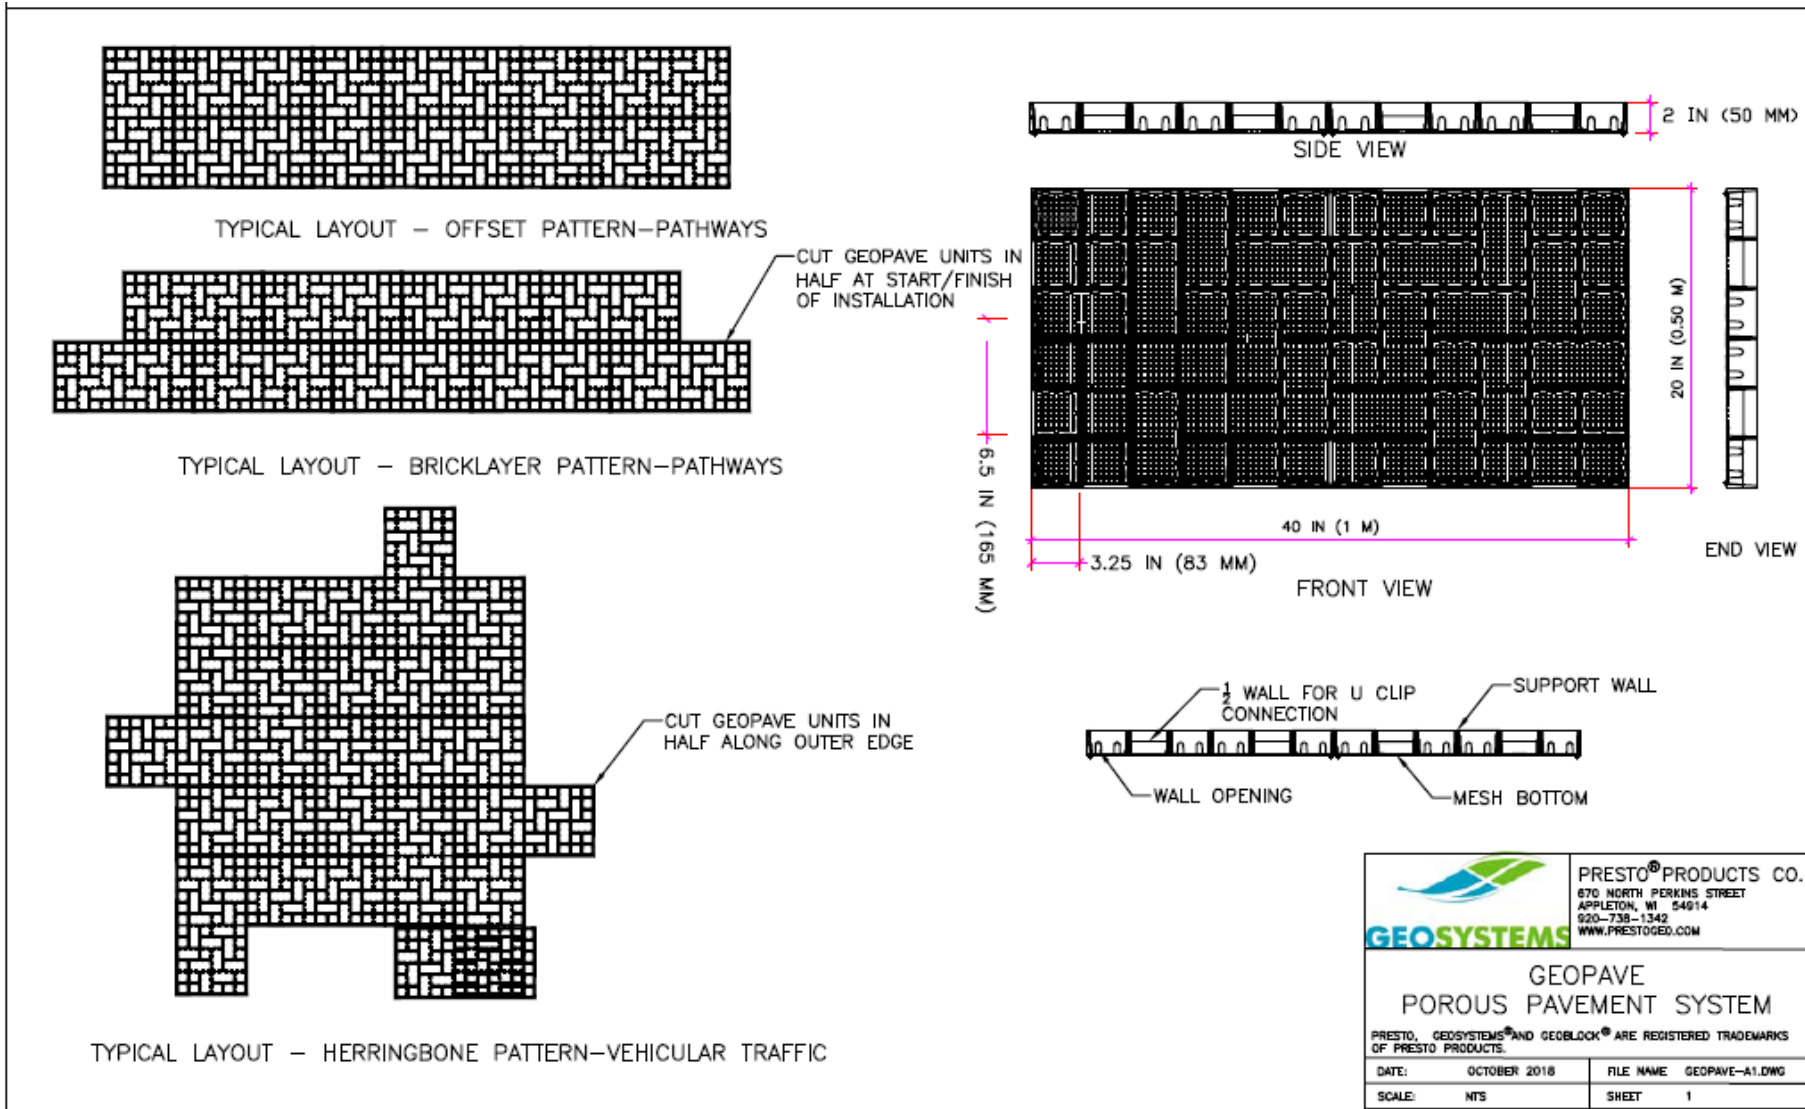 TYPICAL LAYOUT – OFFSET PATTERN–PATHWAYS
CUT GEOPAVE UNITS IN
HALF AT START/FINISH
OF INSTALLATION
TYPICAL LAYOUT – BRICKLAYER PATTERN–PATHWAYS
CUT GEOPAVE UNITS IN
HALF ALONG OUTER EDGE
TYPICAL LAYOUT – HERRINGBONE PATTERN–VEHICULAR TRAFFIC
2 IN (50 MM)
SIDE VIEW
20 IN (0.50 M)
6.5 IN (165 MM)
40 IN (1 M)
3.25 IN (83 MM)
FRONT VIEW
END VIEW
½ WALL FOR U CLIP
CONNECTION
SUPPORT WALL
WALL OPENING
MESH BOTTOM
GEOSYSTEMS
PRESTO® PRODUCTS CO.
670 NORTH PERKINS STREET
APPLETON, WI 54914
920–738–1342
WWW.PRESTOGEO.COM
GEOPAVE
POROUS PAVEMENT SYSTEM
PRESTO, GEOSYSTEMS® AND GEOBLOCK® ARE REGISTERED TRADEMARKS
OF PRESTO PRODUCTS.
DATE: OCTOBER 2018
FILE NAME GEOPAVE–A1.DWG
SCALE: NTS
SHEET 1